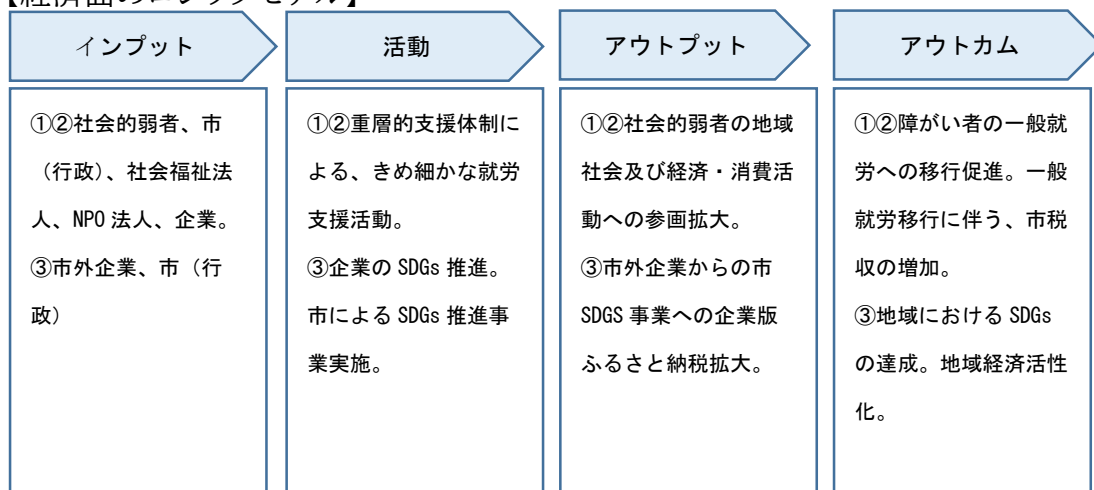 【経済面のロジックモデル】
インプット
活動
アウトプット
アウトカム
①②社会的弱者、市
（行政）、社会福祉法
人、NPO 法人、企業。
③市外企業、市（行
政）
①②重層的支援体制に
よる、きめ細かな就労
支援活動。
③企業の SDGs 推進。
市による SDGs 推進事
業実施。
①②社会的弱者の地域
社会及び経済・消費活
動への参画拡大。
③市外企業からの市
SDGS 事業への企業版
ふるさと納税拡大。
①②障がい者の一般就
労への移行促進。一般
就労移行に伴う、市税
収の増加。
③地域における SDGs
の達成。地域経済活性
化。